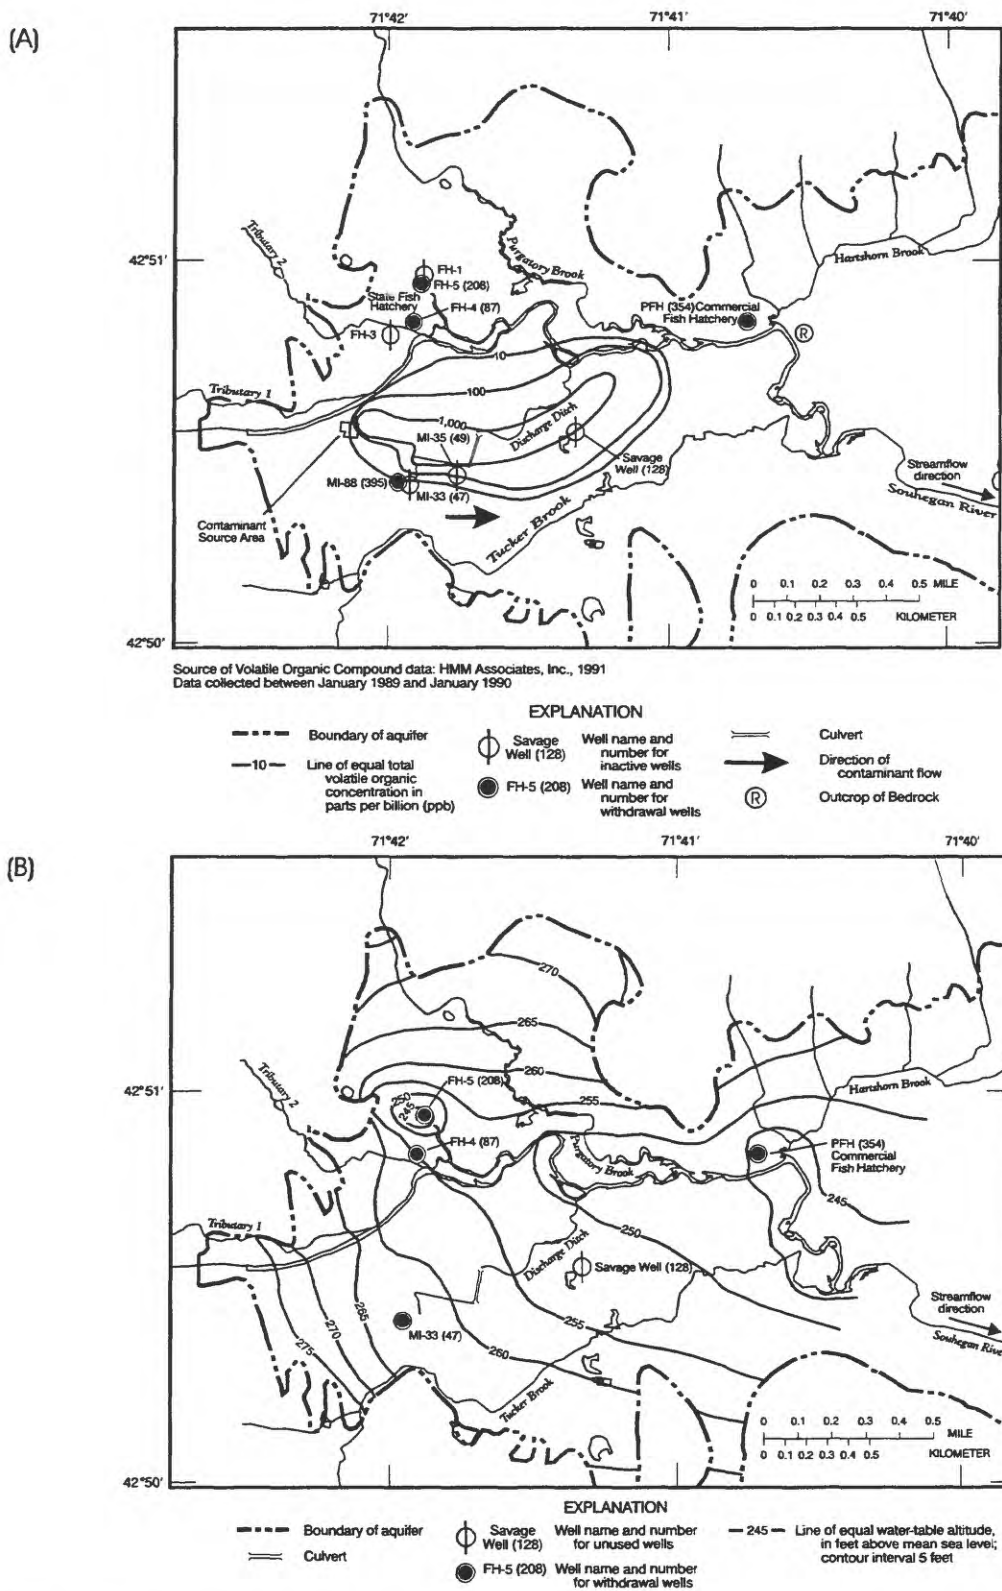 (A)
71°42'
71°41'
71°40'
42°51'
42°50'
Tributary 2
FH-1
FH-5 (208)
State Fish
Hatchery
FH-4 (87)
FH-3
Purgatory Brook
PFH (354) Commercial
Fish Hatchery
Hartshorn Brook
R
Tributary 1
10
100
1,000
MI-35 (49)
Discharge Ditch
Savage
Well (128)
MI-88 (395)
MI-33 (47)
Contaminant
Source Area
Tucker Brook
Streamflow
direction
Souhegan River
0 0.1 0.2 0.3 0.4 0.5 MILE
0 0.1 0.2 0.3 0.4 0.5 KILOMETER
Source of Volatile Organic Compound data: HMM Associates, Inc., 1991
Data collected between January 1989 and January 1990
EXPLANATION
Boundary of aquifer
10 Line of equal total
volatile organic
concentration in
parts per billion (ppb)
Savage
Well (128)
Well name and
number for
inactive wells
FH-5 (208) Well name and
number for
withdrawal wells
Culvert
Direction of
contaminant flow
R Outcrop of Bedrock
(B)
71°42'
71°41'
71°40'
42°51'
42°50'
270
265
260
255
Tributary 2
FH-5 (208)
250
245
FH-4 (87)
Purgatory Brook
Hartshorn Brook
PFH (354)
Commercial
Fish Hatchery
245
Tributary 1
250
Discharge Ditch
Savage Well (128)
275
270
265
MI-33 (47)
260
255
Tucker Brook
Streamflow
direction
Souhegan River
0 0.1 0.2 0.3 0.4 0.5
MILE
0 0.1 0.2 0.3 0.4 0.5 KILOMETER
EXPLANATION
Boundary of aquifer
Culvert
Savage
Well (128)
Well name and number
for unused wells
FH-5 (208) Well name and number
for withdrawal wells
245 Line of equal water-table altitude,
in feet above mean sea level;
contour interval 5 feet